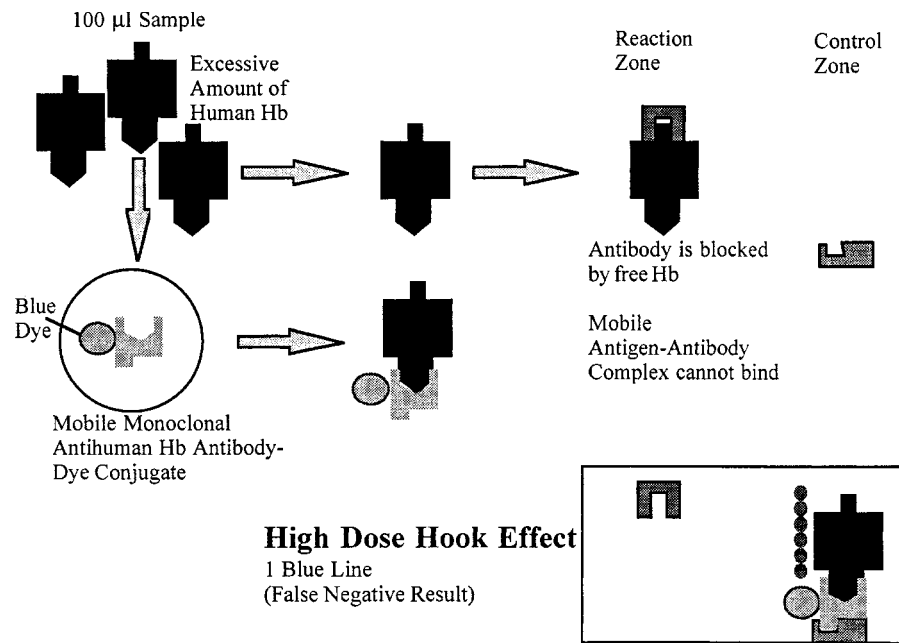 100 μl Sample
Excessive
Amount of
Human Hb
Reaction
Zone
Control
Zone
Antibody is blocked
by free Hb
Mobile
Antigen-Antibody
Complex cannot bind
Blue
Dye
Mobile Monoclonal
Antihuman Hb Antibody-
Dye Conjugate
High Dose Hook Effect
1 Blue Line
(False Negative Result)